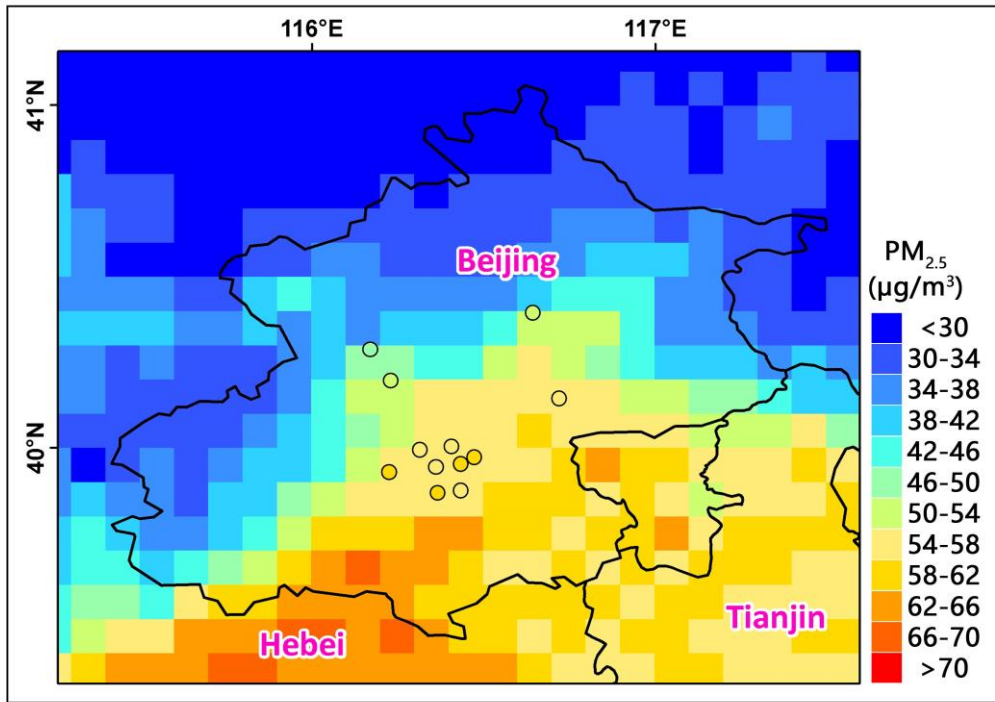 116°E 117°E
41°N
40°N
Beijing
Hebei
Tianjin
PM2.5
(μg/m³)
<30
30-34
34-38
38-42
42-46
46-50
50-54
54-58
58-62
62-66
66-70
>70